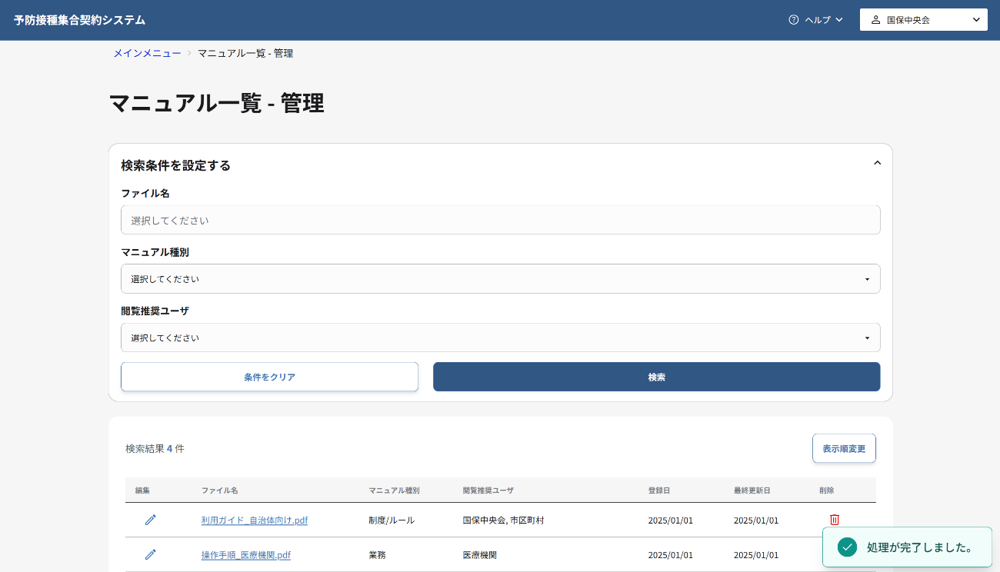 予防接種集合契約システム
ヘルプ
国保中央会
メインメニュー > マニュアル一覧 - 管理
マニュアル一覧 - 管理
検索条件を設定する
ファイル名
選択してください
マニュアル種別
選択してください
閲覧推奨ユーザ
選択してください
条件をクリア
検索
検索結果 4 件
表示順変更
編集 ファイル名 マニュアル種別 閲覧推奨ユーザ 登録日 最終更新日 削除
利用ガイド_自治体向け.pdf 制度/ルール 国保中央会, 市区町村 2025/01/01 2025/01/01
操作手順_医療機関.pdf 業務 医療機関 2025/01/01 2025/01/01
処理が完了しました。